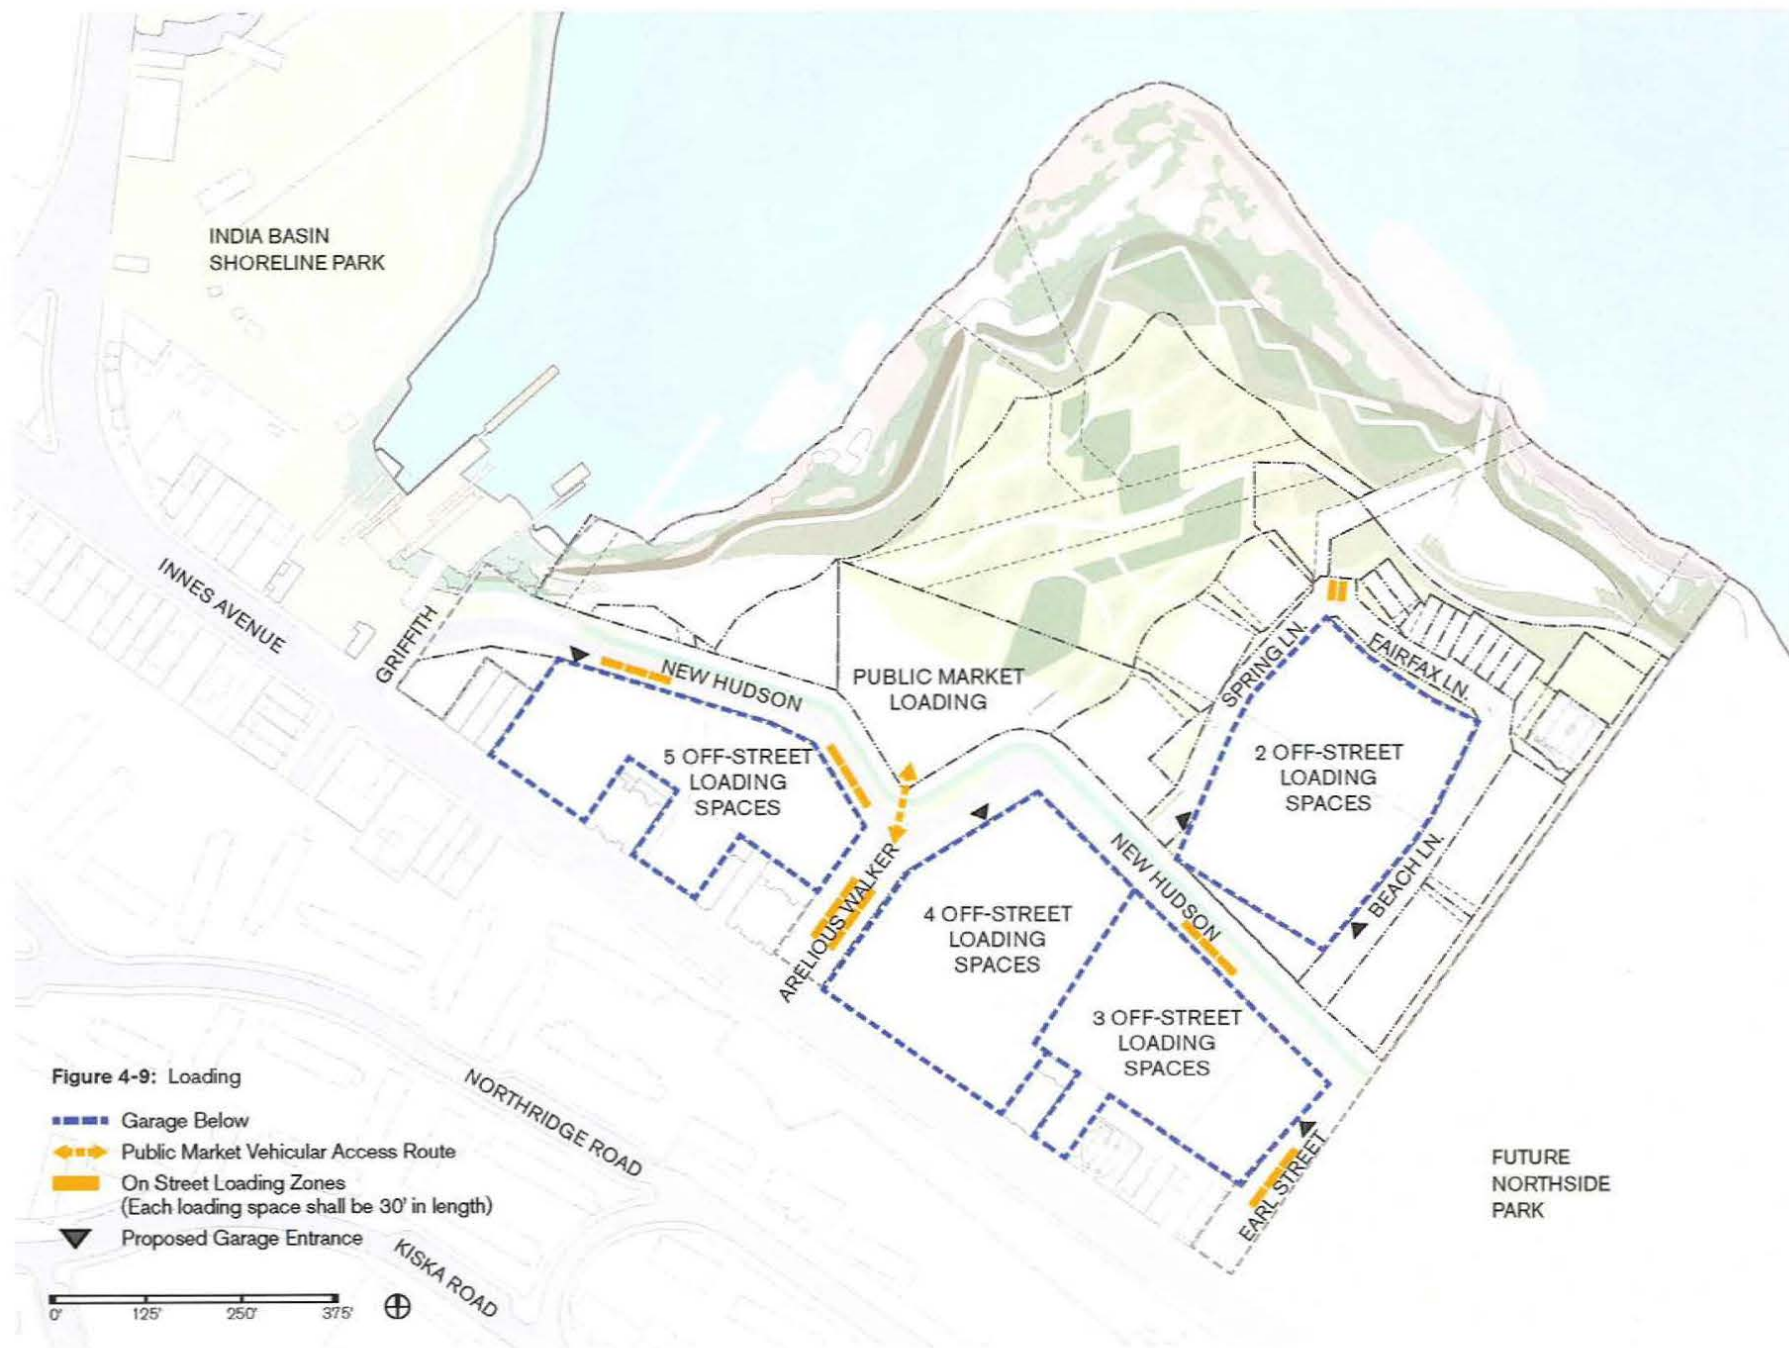 INDIA BASIN
SHORELINE PARK
INNES AVENUE
GRIFFITH
NEW HUDSON
PUBLIC MARKET
LOADING
SPRING LN.
FAIRFAX LN.
5 OFF-STREET
LOADING
SPACES
2 OFF-STREET
LOADING
SPACES
ARELIOUS WALKER
NEW HUDSON
BEACH LN.
4 OFF-STREET
LOADING
SPACES
3 OFF-STREET
LOADING
SPACES
EARL STREET
FUTURE
NORTHSIDE
PARK
NORTHRIDGE ROAD
KISKA ROAD
Figure 4-9: Loading
Garage Below
Public Market Vehicular Access Route
On Street Loading Zones
(Each loading space shall be 30' in length)
Proposed Garage Entrance
0' 125' 250' 375'